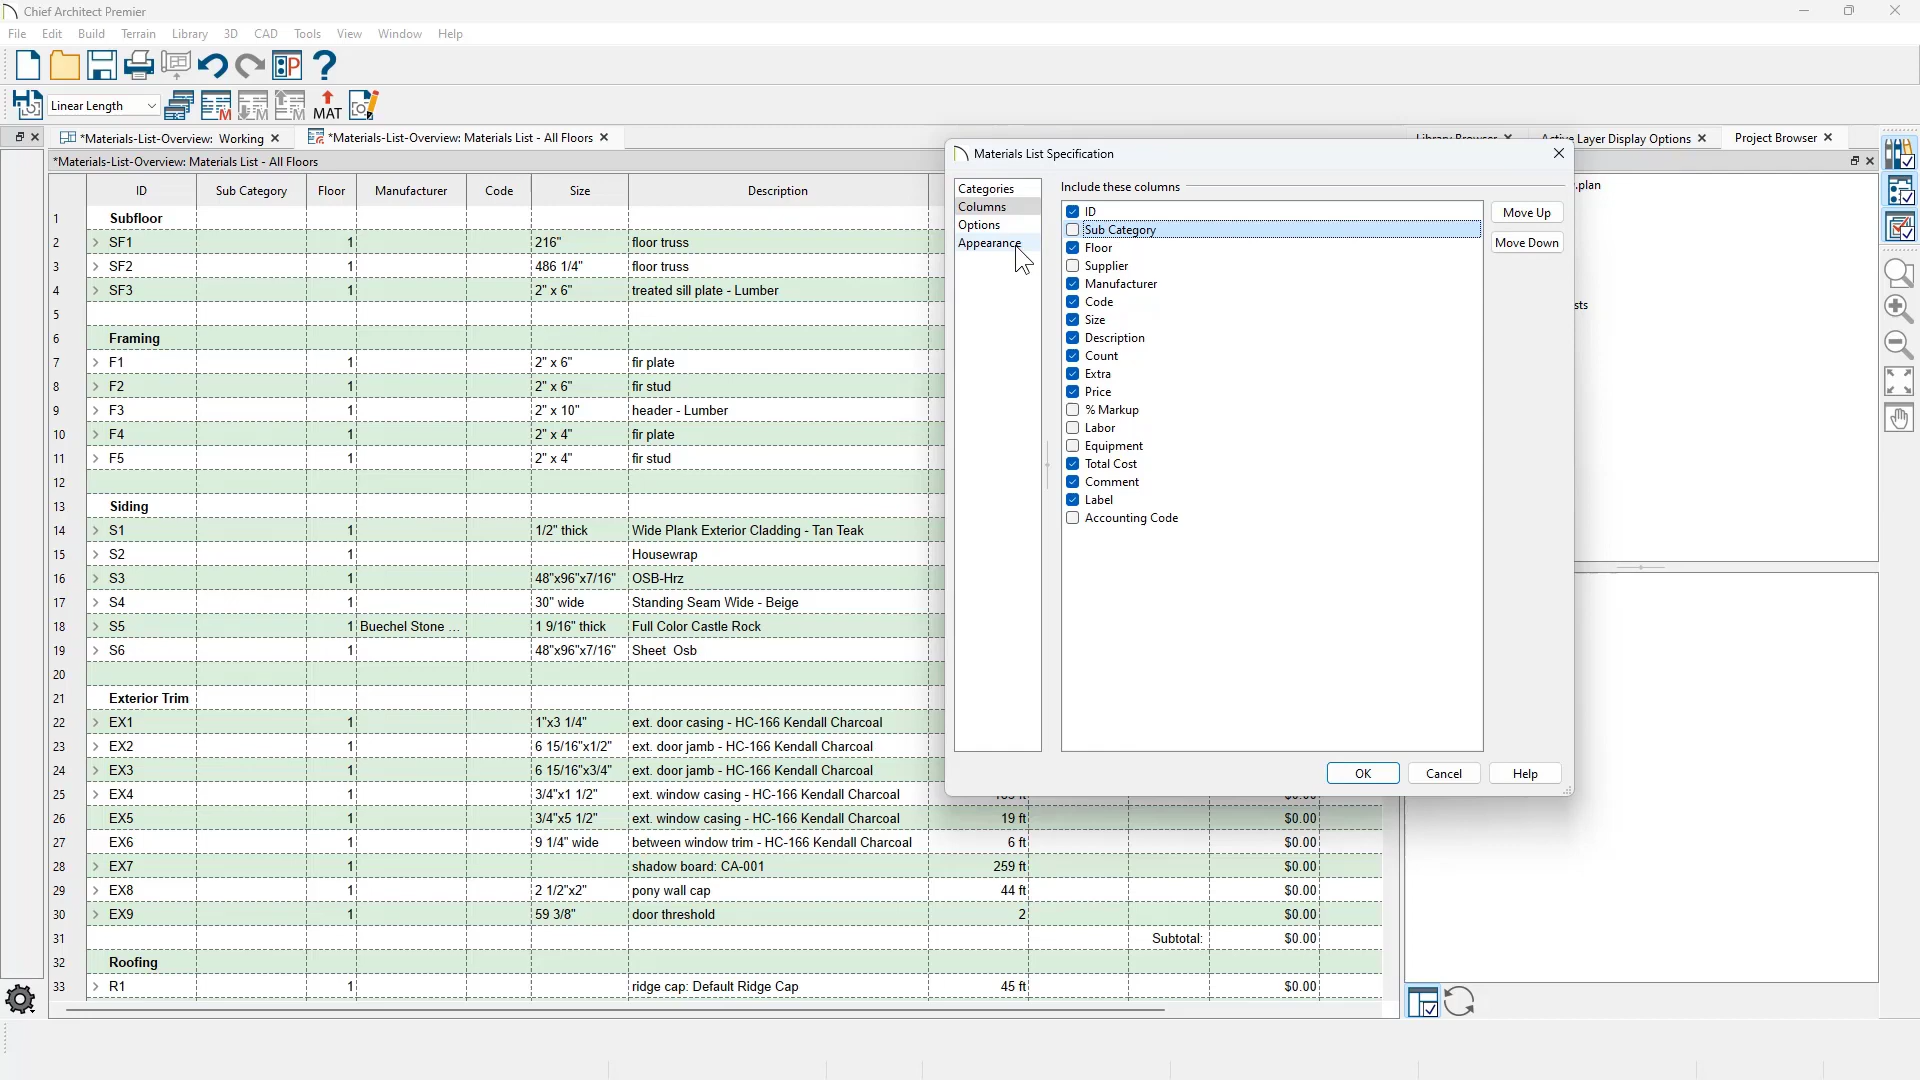 Chief Architect Premier
File Edit Build Terrain Library 3D CAD Tools View Window Help
Linear Length
MAT
*Materials-List-Overview: Working
*Materials-List-Overview: Materials List - All Floors
Active Layer Display Options
Project Browser
*Materials-List-Overview: Materials List - All Floors
.plan
ID Sub Category Floor Manufacturer Code Size Description
1 Subfloor
2 SF1 1 216" floor truss
3 SF2 1 486 1/4" floor truss
4 SF3 1 2" x 6" treated sill plate - Lumber
5
6 Framing
7 F1 1 2" x 6" fir plate
8 F2 1 2" x 6" fir stud
9 F3 1 2" x 10" header - Lumber
10 F4 1 2" x 4" fir plate
11 F5 1 2" x 4" fir stud
12
13 Siding
14 S1 1 1/2" thick Wide Plank Exterior Cladding - Tan Teak
15 S2 1 Housewrap
16 S3 1 48"x96"x7/16" OSB-Hrz
17 S4 1 30" wide Standing Seam Wide - Beige
18 S5 1 Buechel Stone ... 1 9/16" thick Full Color Castle Rock
19 S6 1 48"x96"x7/16" Sheet Osb
20
21 Exterior Trim
22 EX1 1 1"x3 1/4" ext. door casing - HC-166 Kendall Charcoal
23 EX2 1 6 15/16"x1/2" ext. door jamb - HC-166 Kendall Charcoal
24 EX3 1 6 15/16"x3/4" ext. door jamb - HC-166 Kendall Charcoal
25 EX4 1 3/4"x1 1/2" ext. window casing - HC-166 Kendall Charcoal
26 EX5 1 3/4"x5 1/2" ext. window casing - HC-166 Kendall Charcoal 19 ft $0.00
27 EX6 1 9 1/4" wide between window trim - HC-166 Kendall Charcoal 6 ft $0.00
28 EX7 1 shadow board: CA-001 259 ft $0.00
29 EX8 1 2 1/2"x2" pony wall cap 44 ft $0.00
30 EX9 1 59 3/8" door threshold 2 $0.00
31 Subtotal: $0.00
32 Roofing
33 R1 1 ridge cap: Default Ridge Cap 45 ft $0.00
Materials List Specification
Categories
Columns
Options
Appearance
Include these columns
ID
Sub Category
Floor
Supplier
Manufacturer
Code
Size
Description
Count
Extra
Price
% Markup
Labor
Equipment
Total Cost
Comment
Label
Accounting Code
Move Up
Move Down
OK Cancel Help
sts